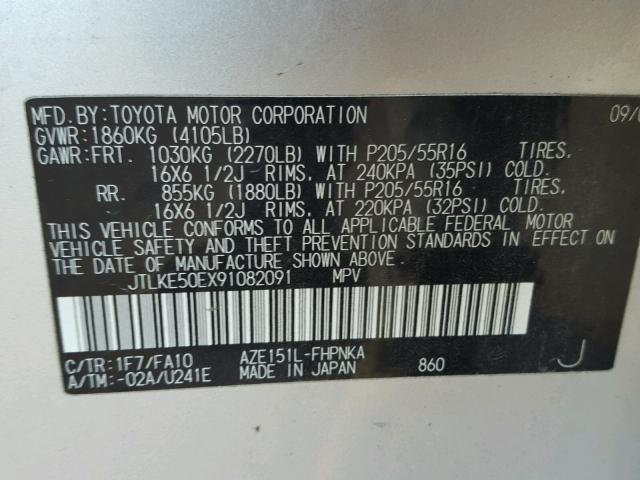 MFD.BY:TOYOTA MOTOR CORPORATION 09/0
GVWR:1860KG (4105LB)
GAWR:FRT. 1030KG (2270LB) WITH P205/55R16 TIRES,
16X6 1/2J RIMS, AT 240KPA (35PSI) COLD.
RR. 855KG (1880LB) WITH P205/55R16 TIRES,
16X6 1/2J RIMS, AT 220KPA (32PSI) COLD.
THIS VEHICLE CONFORMS TO ALL APPLICABLE FEDERAL MOTOR
VEHICLE SAFETY AND THEFT PREVENTION STANDARDS IN EFFECT ON
THE DATE OF MANUFACTURE SHOWN ABOVE.
JTLKE50EX91082091 MPV
C/TR:1F7/FA10 AZE151L-FHPNKA
A/TM:-02A/U241E MADE IN JAPAN 860 J